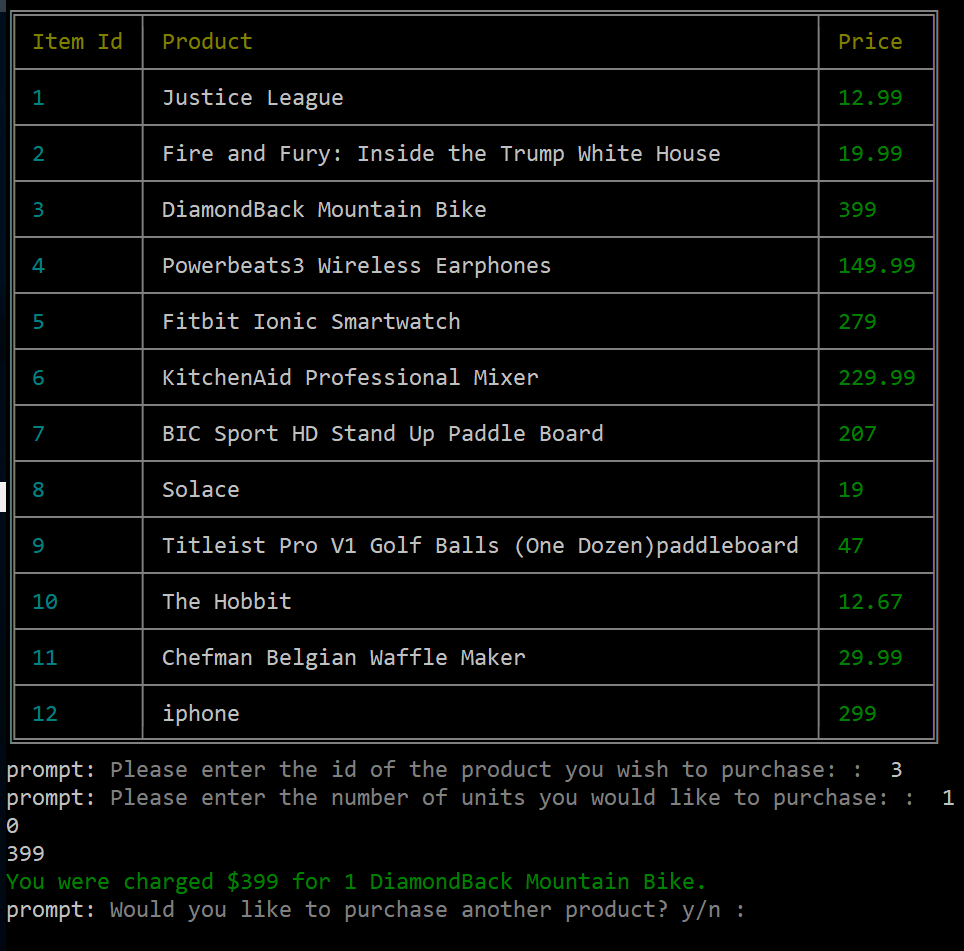 Item Id Product Price
1 Justice League 12.99
2 Fire and Fury: Inside the Trump White House 19.99
3 DiamondBack Mountain Bike 399
4 Powerbeats3 Wireless Earphones 149.99
5 Fitbit Ionic Smartwatch 279
6 KitchenAid Professional Mixer 229.99
7 BIC Sport HD Stand Up Paddle Board 207
8 Solace 19
9 Titleist Pro V1 Golf Balls (One Dozen)paddleboard 47
10 The Hobbit 12.67
11 Chefman Belgian Waffle Maker 29.99
12 iphone 299
prompt: Please enter the id of the product you wish to purchase: :  3
prompt: Please enter the number of units you would like to purchase: :  1
0
399
You were charged $399 for 1 DiamondBack Mountain Bike.
prompt: Would you like to purchase another product? y/n :